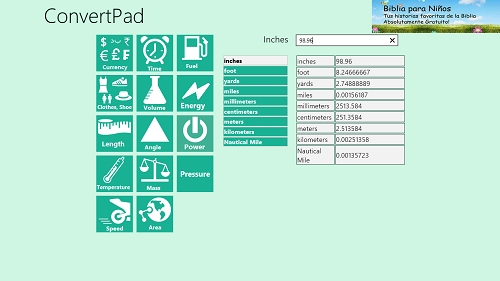 ConvertPad
Biblia para Niños
Tus historias favoritas de la Biblia
Absolutamente Gratuito!
Inches
98.96
$ ₹
€ £ F
Currency
Time
Fuel
Clothes, Shoe
Volume
Energy
Length
Angle
Power
Temperature
Mass
Pressure
Speed
Area
inches
foot
yards
miles
millimeters
centimeters
meters
kilometers
Nautical Mile
inches 98.96
foot 8.24666667
yards 2.74888889
miles 0.00156187
millimeters 2513.584
centimeters 251.3584
meters 2.513584
kilometers 0.00251358
Nautical
Mile 0.00135723